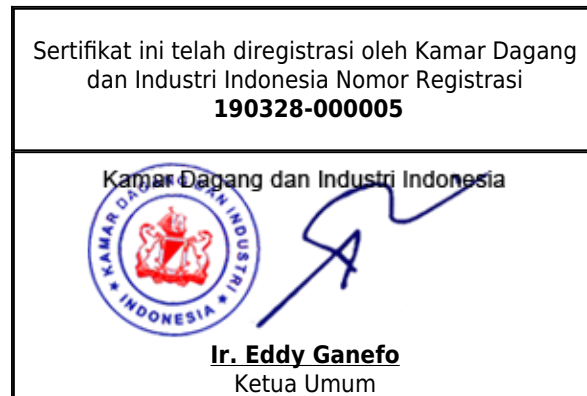 Sertifikat ini telah diregistrasi oleh Kamar Dagang
dan Industri Indonesia Nomor Registrasi
190328-000005
Kamar Dagang dan Industri Indonesia
KAMAR DAGANG DAN INDUSTRI
INDONESIA
Ir. Eddy Ganefo
Ketua Umum